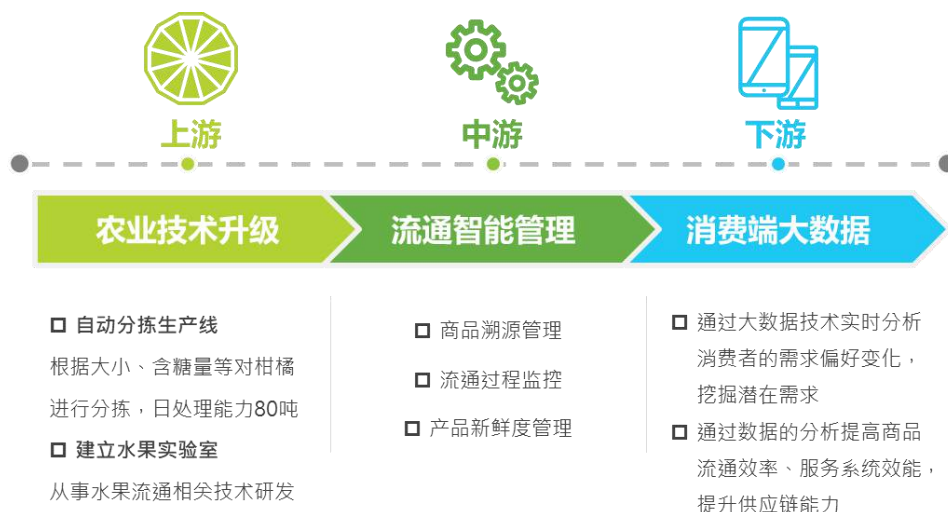 上游
中游
下游
农业技术升级
流通智能管理
消费端大数据
自动分拣生产线
根据大小、含糖量等对柑橘
进行分拣，日处理能力80吨
建立水果实验室
从事水果流通相关技术研发
商品溯源管理
流通过程监控
产品新鲜度管理
通过大数据技术实时分析
消费者的需求偏好变化，
挖掘潜在需求
通过数据的分析提高商品
流通效率、服务系统效能，
提升供应链能力